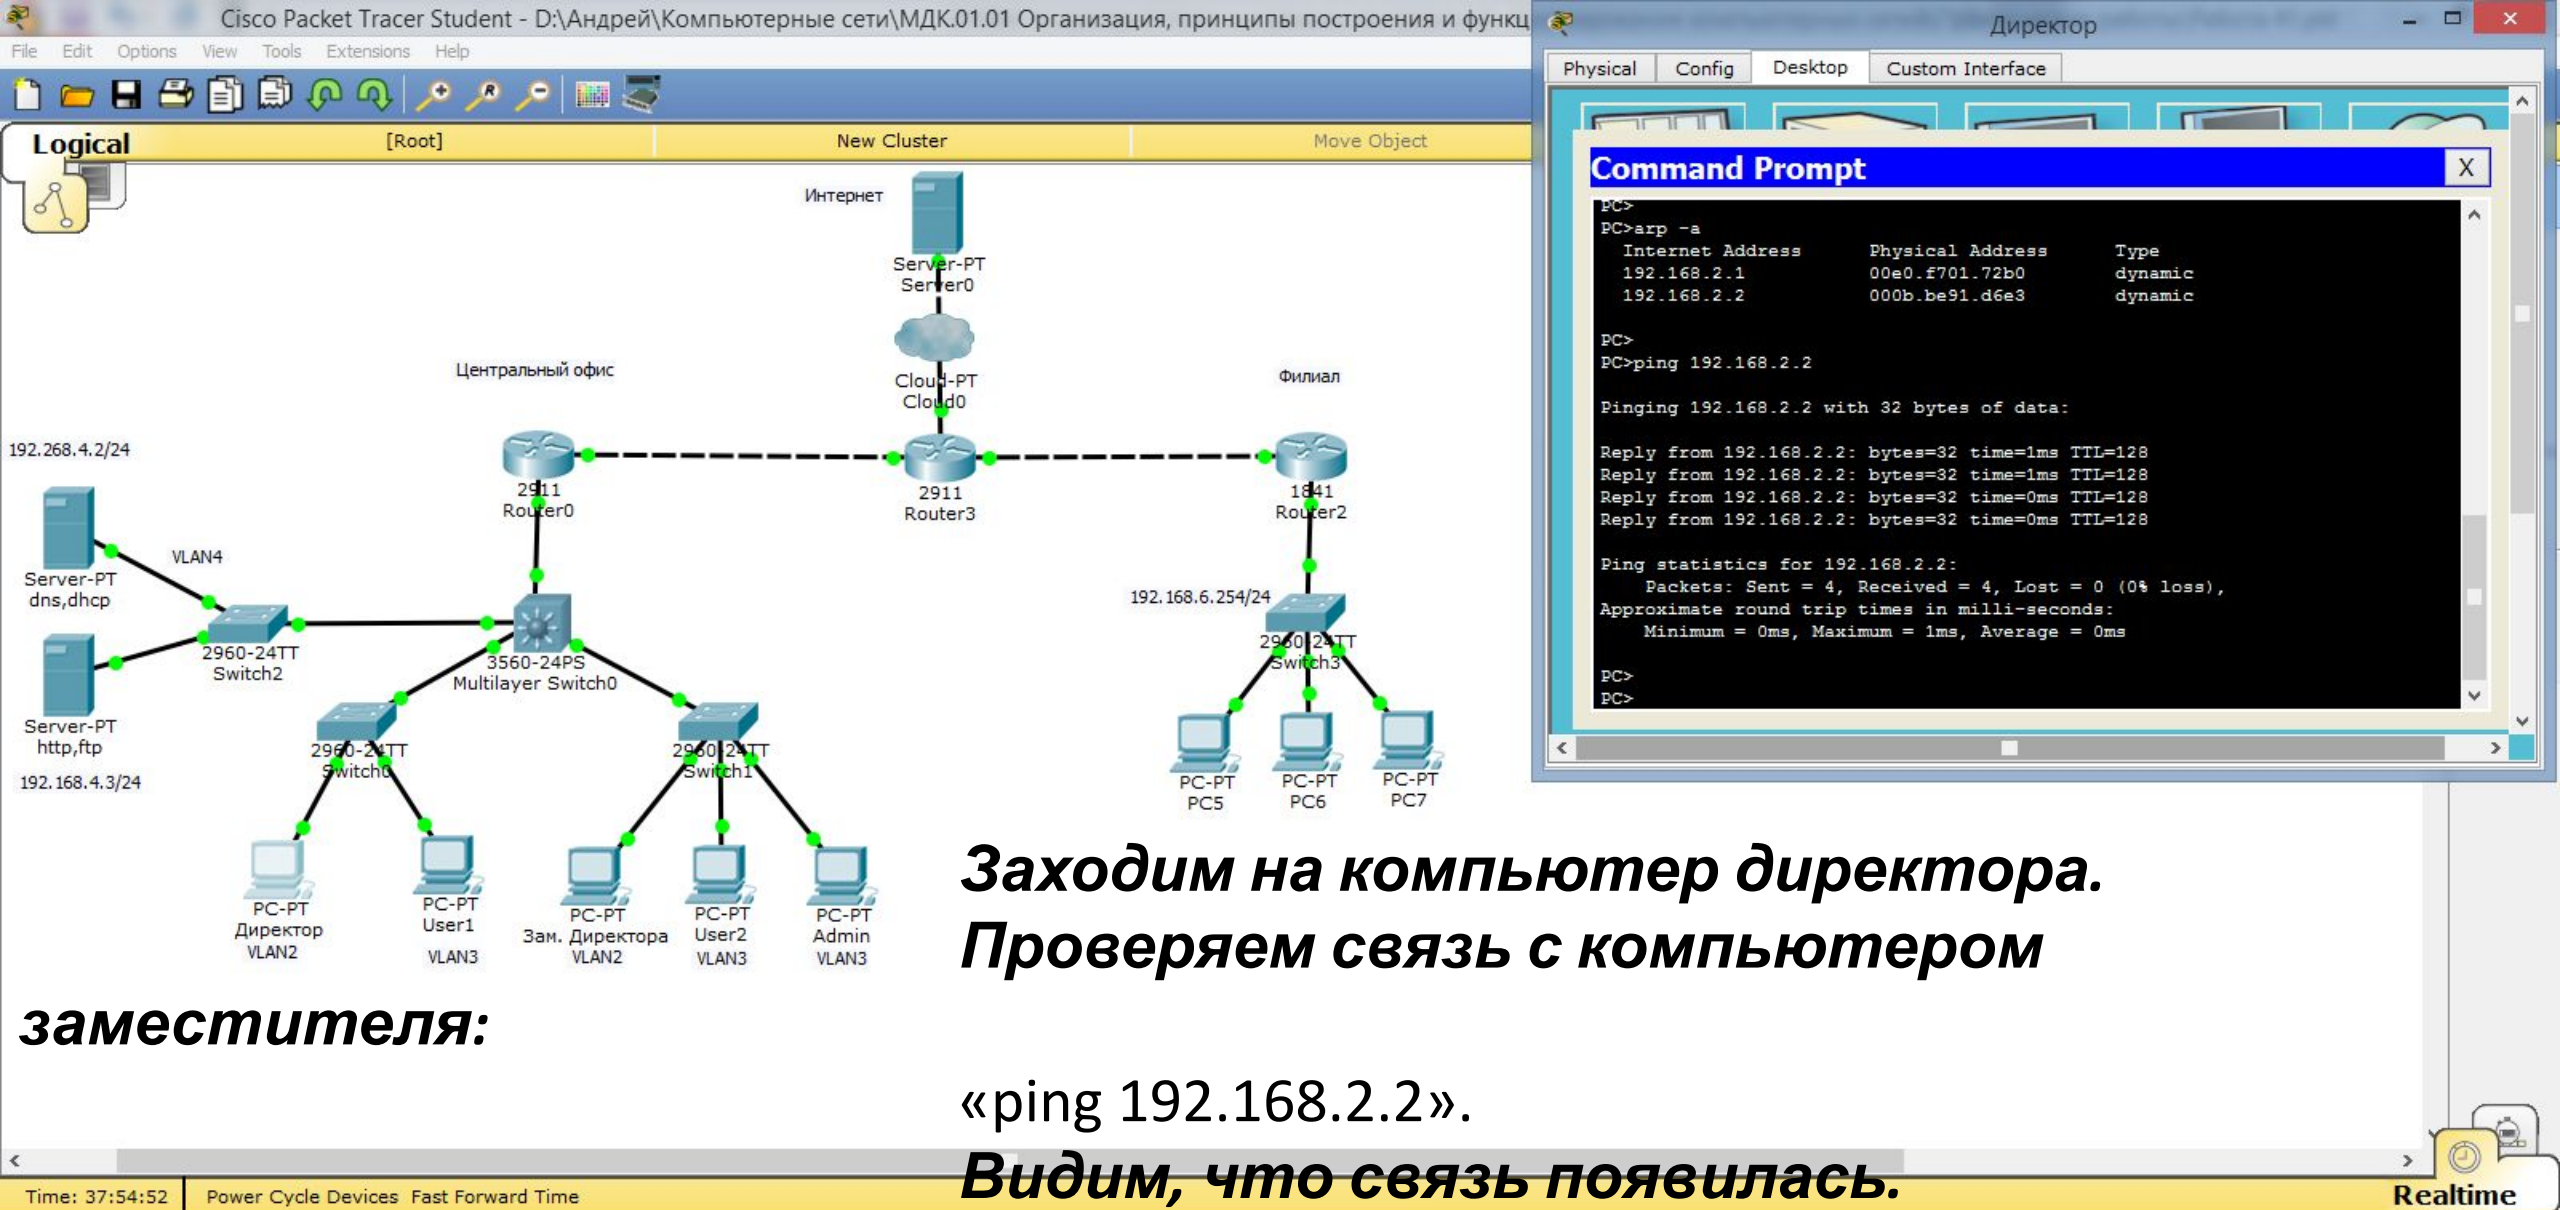 Cisco Packet Tracer Student - D:\Андрей\Компьютерные сети\МДК.01.01 Организация, принципы построения и функц
File Edit Options View Tools Extensions Help
Logical [Root] New Cluster Move Object
Интернет
Server-PT
Server0
Cloud-PT
Cloud0
Центральный офис
Филиал
192.268.4.2/24
2911
Router0
2911
Router3
1841
Router2
VLAN4
Server-PT
dns,dhcp
192.168.6.254/24
2960-24TT
Switch2
3560-24PS
Multilayer Switch0
2960-24TT
Switch3
Server-PT
http,ftp
192.168.4.3/24
2960-24TT
Switch0
2960-24TT
Switch1
PC-PT
PC5
PC-PT
PC6
PC-PT
PC7
PC-PT
Директор
VLAN2
PC-PT
User1
VLAN3
PC-PT
Зам. Директора
VLAN2
PC-PT
User2
VLAN3
PC-PT
Admin
VLAN3
Директор
Physical Config Desktop Custom Interface
Command Prompt X
PC>
PC>arp -a
Internet Address Physical Address Type
192.168.2.1 00e0.f701.72b0 dynamic
192.168.2.2 000b.be91.d6e3 dynamic
PC>
PC>ping 192.168.2.2
Pinging 192.168.2.2 with 32 bytes of data:
Reply from 192.168.2.2: bytes=32 time=1ms TTL=128
Reply from 192.168.2.2: bytes=32 time=1ms TTL=128
Reply from 192.168.2.2: bytes=32 time=0ms TTL=128
Reply from 192.168.2.2: bytes=32 time=0ms TTL=128
Ping statistics for 192.168.2.2:
Packets: Sent = 4, Received = 4, Lost = 0 (0% loss),
Approximate round trip times in milli-seconds:
Minimum = 0ms, Maximum = 1ms, Average = 0ms
PC>
PC>
Заходим на компьютер директора.
Проверяем связь с компьютером
заместителя:
«ping 192.168.2.2».
Видим, что связь появилась.
Time: 37:54:52 Power Cycle Devices Fast Forward Time
Realtime